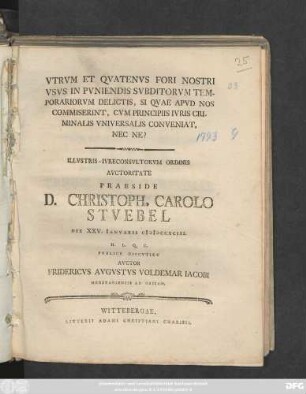 25
VTRVM ET QVATENVS FORI NOSTRI
VSVS IN PVNIENDIS SVBDITORVM TEM-
PORARIORVM DELICTIS, SI QVAE APVD NOS
COMMISERINT, CVM PRINCIPIIS IVRIS CRI-
MINALIS VNIVERSALIS CONVENIAT,
NEC NE?
1793
ILLVSTRIS IVRECONSVLTORVM ORDINIS
AVCTORITATE
PRAESIDE
D. CHRISTOPH. CAROLO
STVEBEL
DIE XXV. IANVARII
H. L. Q. C.
PVBLICE DISPVTABIT
AVCTOR
FRIDERICVS AVGVSTVS VOLDEMAR IACOBI
WITTEBERGAE,
LITTERIS ADAMI CHRISTIANI CHARISII.